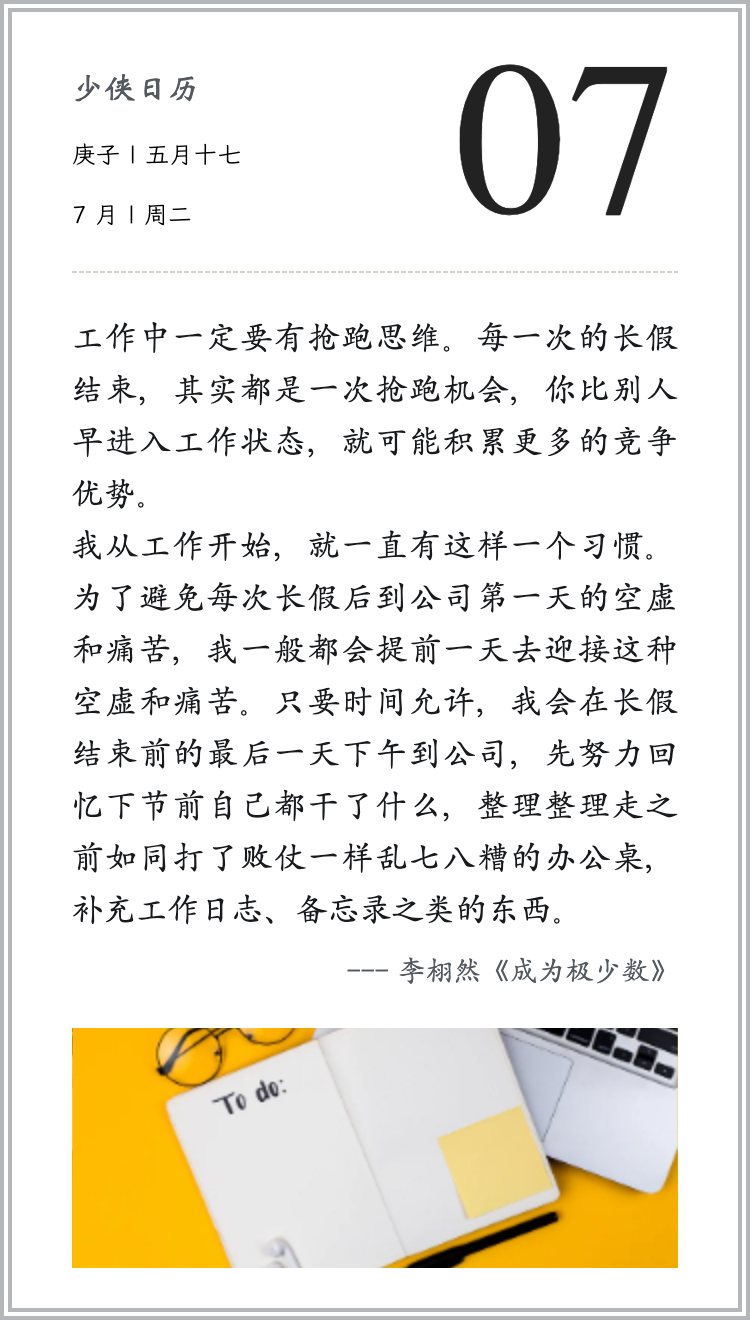 少侠日历
07
庚子 | 五月十七
7 月 | 周二
工作中一定要有抢跑思维。每一次的长假
结束，其实都是一次抢跑机会，你比别人
早进入工作状态，就可能积累更多的竞争
优势。
我从工作开始，就一直有这样一个习惯。
为了避免每次长假后到公司第一天的空虚
和痛苦，我一般都会提前一天去迎接这种
空虚和痛苦。只要时间允许，我会在长假
结束前的最后一天下午到公司，先努力回
忆下节前自己都干了什么，整理整理走之
前如同打了败仗一样乱七八糟的办公桌，
补充工作日志、备忘录之类的东西。
--- 李栩然《成为极少数》
To do: